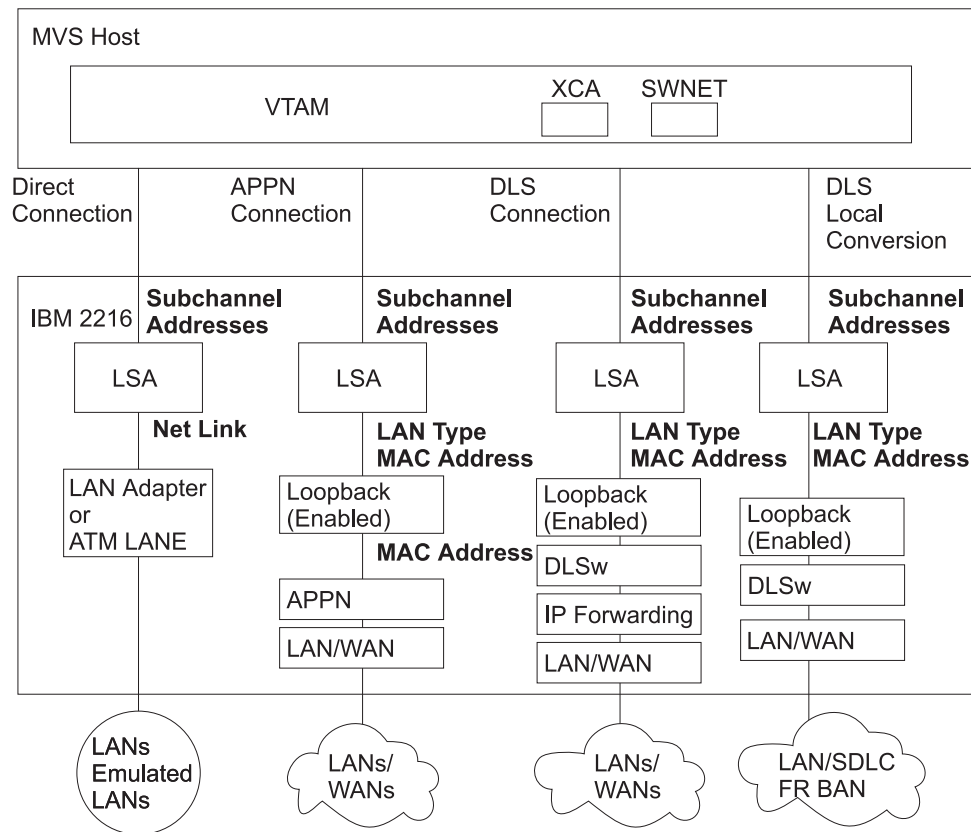 MVS Host
XCA
SWNET
VTAM
Direct
Connection
APPN
Connection
DLS
Connection
DLS
Local
Conversion
IBM 2216
Subchannel
Addresses
Subchannel
Addresses
Subchannel
Addresses
Subchannel
Addresses
LSA
LSA
LSA
LSA
Net Link
LAN Type
MAC Address
LAN Type
MAC Address
LAN Type
MAC Address
LAN Adapter
or
ATM LANE
Loopback
(Enabled)
MAC Address
APPN
LAN/WAN
Loopback
(Enabled)
DLSw
IP Forwarding
LAN/WAN
Loopback
(Enabled)
DLSw
LAN/WAN
LANs
Emulated
LANs
LANs/
WANs
LANs/
WANs
LAN/SDLC
FR BAN